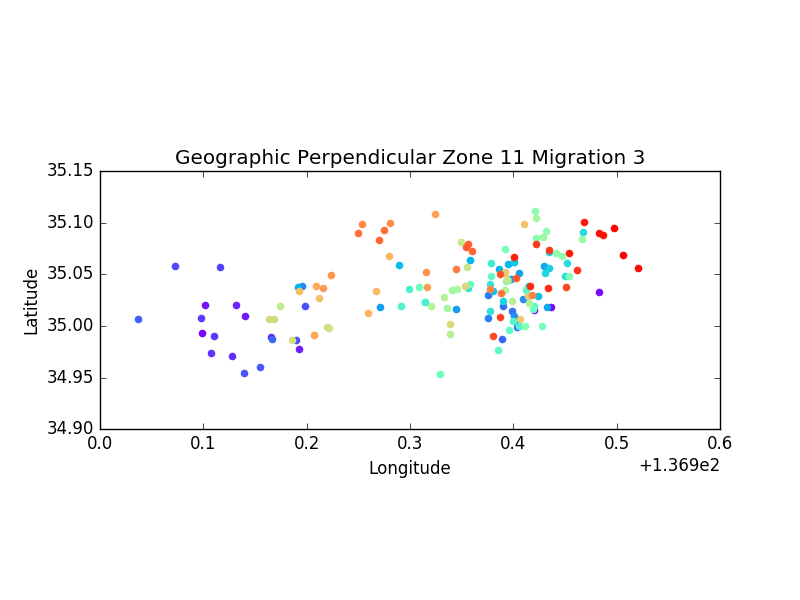 Geographic Perpendicular Zone 11 Migration 3
35.15
35.10
35.05
35.00
34.95
34.90
Latitude
0.0 0.1 0.2 0.3 0.4 0.5 0.6
Longitude
+1.369e2